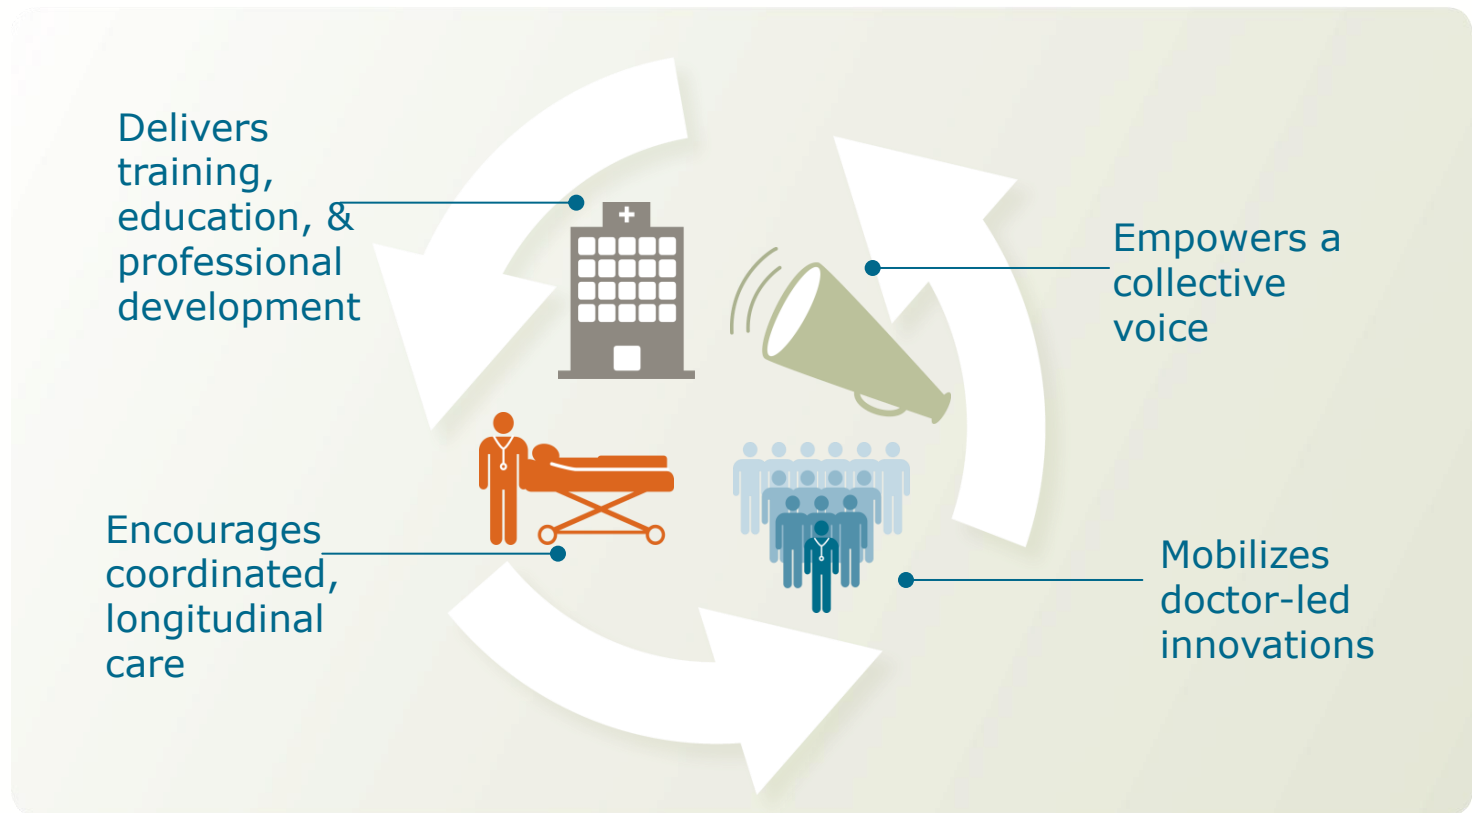 Delivers
training,
education, &
professional
development
Empowers a
collective
voice
Encourages
coordinated,
longitudinal
care
Mobilizes
doctor-led
innovations